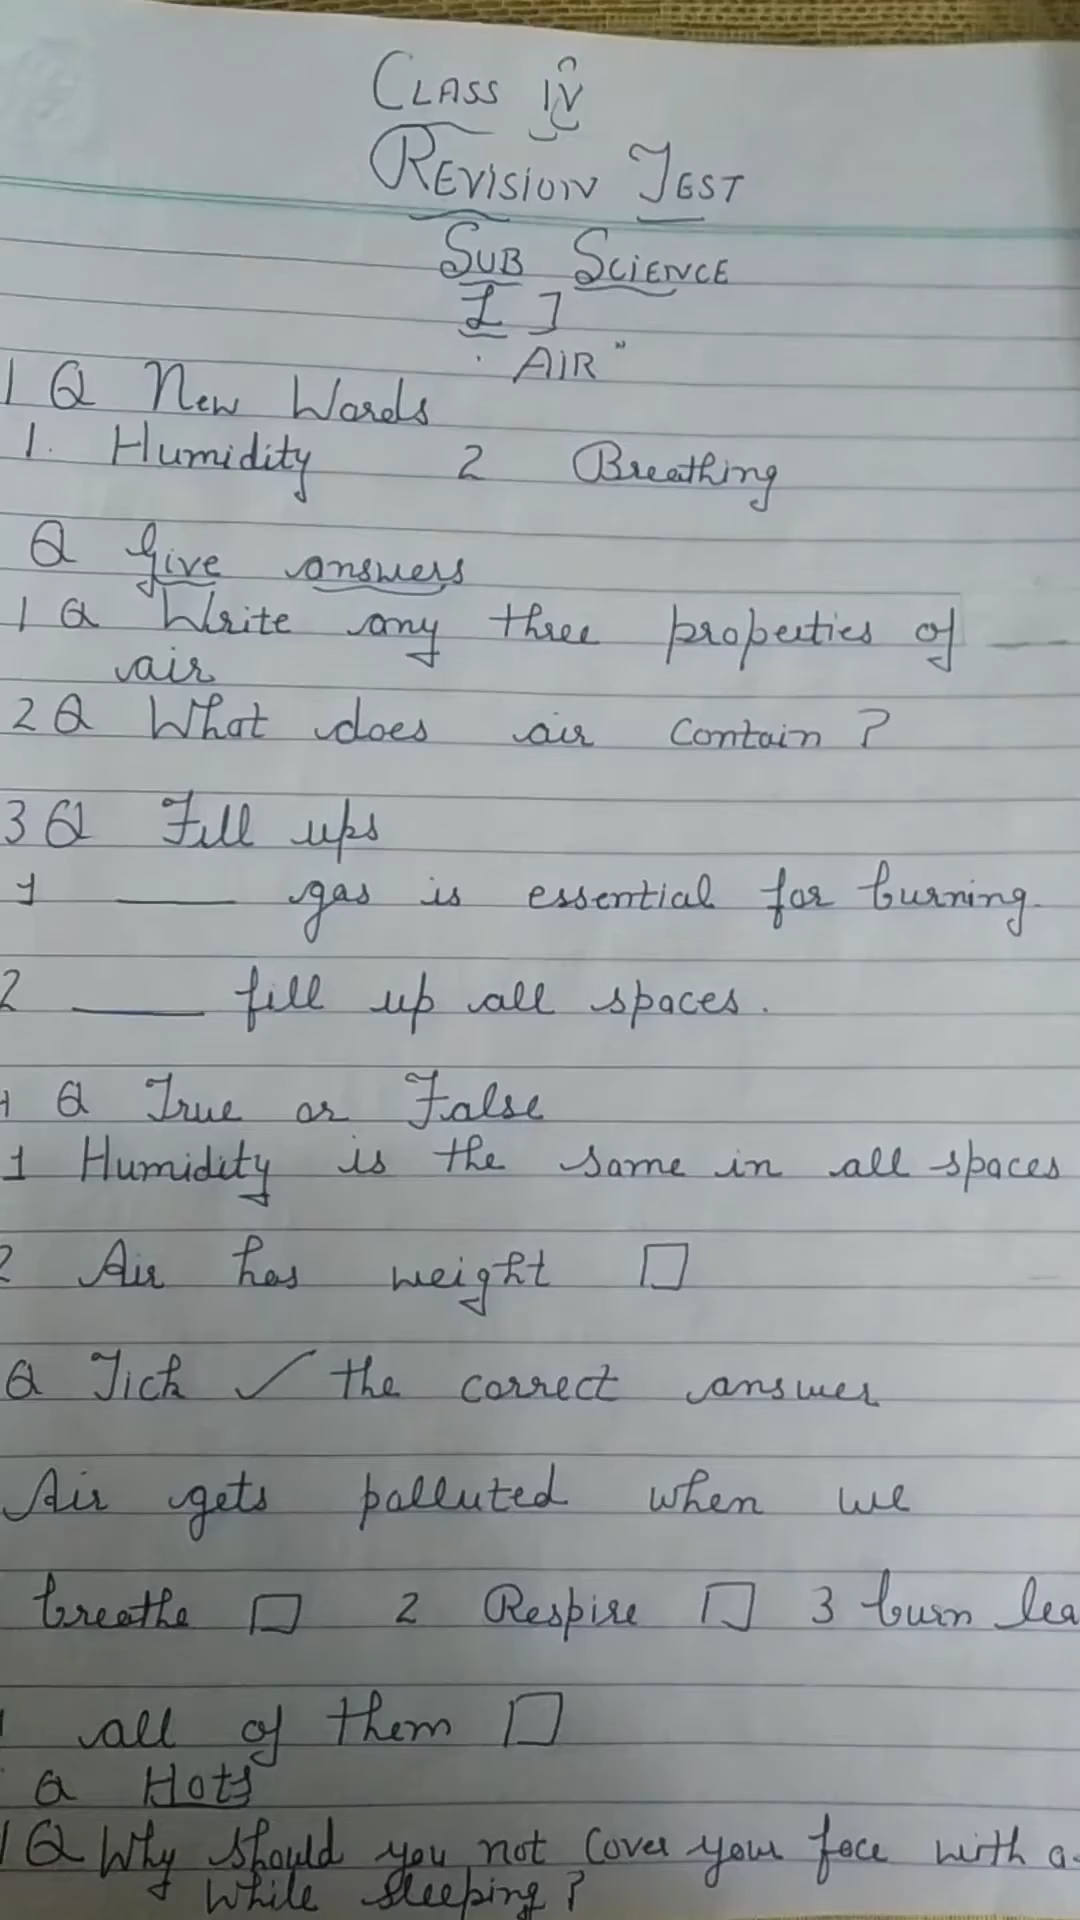 CLASS IV
REVISION TEST
SUB SCIENCE
L 7
"AIR"
1 Q New Words
1. Humidity 2 Breathing
Q Give answers
1 Q Write any three properties of
air
2 Q What does air contain ?
3 Q Fill ups
1 ____ gas is essential for burning.
2 ____ fill up all spaces.
Q True or False
1 Humidity is the same in all spaces
2 Air has weight
Q Tick ✓ the correct answer
Air gets polluted when we
breathe 2 Respire 3 burn
all of them
Q Hots
1 Q Why should you not cover your face with a
while sleeping ?